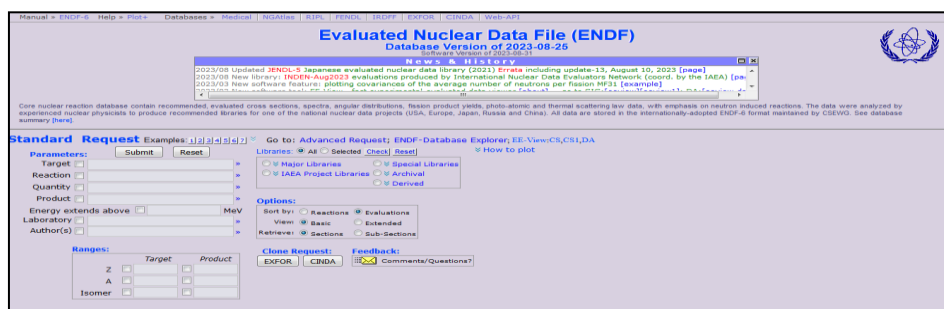 Manual » ENDF-6 Help » Plot+ Databases » Medical | NGAtlas | RIPL | FENDL | IRDFF | EXFOR | CINDA | Web-API
Evaluated Nuclear Data File (ENDF)
Database Version of 2023-08-25
Software Version of 2023-08-31
News & History
2023/08 Updated JENDL-5 Japanese evaluated nuclear data library (2021) Errata including update-13, August 10, 2023 [page]
2023/08 New library: INDEN-Aug2023 evaluations produced by International Nuclear Data Evaluators Network (coord. by the IAEA)
2023/03 New software feature: plotting covariances of the average number of neutrons per fission MF31 [example]
Core nuclear reaction database contain recommended, evaluated cross sections, spectra, angular distributions, fission product yields, photo-atomic and thermal scattering law data, with emphasis on neutron induced reactions. The data were analyzed by
experienced nuclear physicists to produce recommended libraries for one of the national nuclear data projects (USA, Europe, Japan, Russia and China). All data are stored in the internationally-adopted ENDF-6 format maintained by CSEWG. See database
summary [here].
Standard Request Examples: 1 2 3 4 5 6 7 Go to: Advanced Request; ENDF-Database Explorer; EE-View:CS,CS1,DA
Parameters: Submit Reset Libraries: All Selected Check| Reset| How to plot
Target » Major Libraries Special Libraries
Reaction » IAEA Project Libraries Archival
Quantity » Derived
Product »
Energy extends above MeV Options:
Laboratory » Sort by: Reactions Evaluations
Author(s) » View: Basic Extended
Retrieve: Sections Sub-Sections
Ranges: Clone Request: Feedback:
Target Product EXFOR CINDA Comments/Questions?
Z
A
Isomer